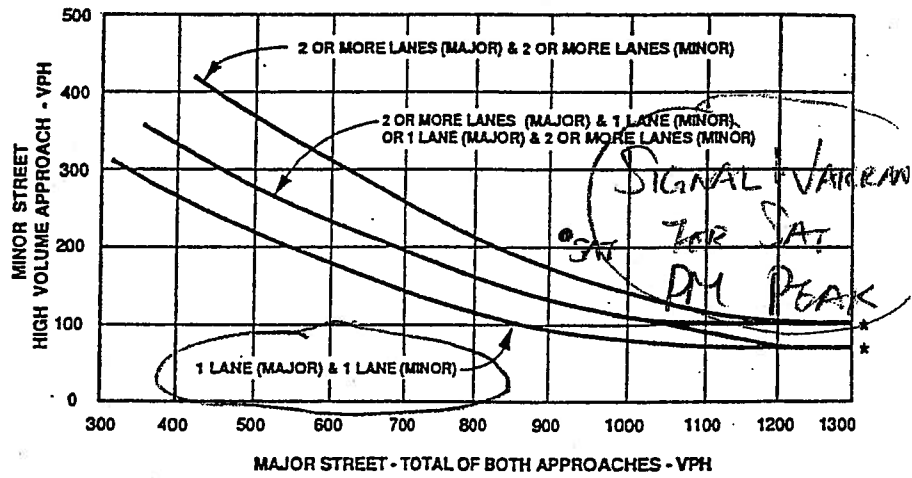 500
400
300
200
100
0
MINOR STREET
HIGH VOLUME APPROACH - VPH
2 OR MORE LANES (MAJOR) & 2 OR MORE LANES (MINOR)
2 OR MORE LANES (MAJOR) & 1 LANE (MINOR)
OR 1 LANE (MAJOR) & 2 OR MORE LANES (MINOR)
SIGNAL WARRAN
SAT
SAT
PM PEAK
*
*
1 LANE (MAJOR) & 1 LANE (MINOR)
300 400 500 600 700 800 900 1000 1100 1200 1300
MAJOR STREET - TOTAL OF BOTH APPROACHES - VPH